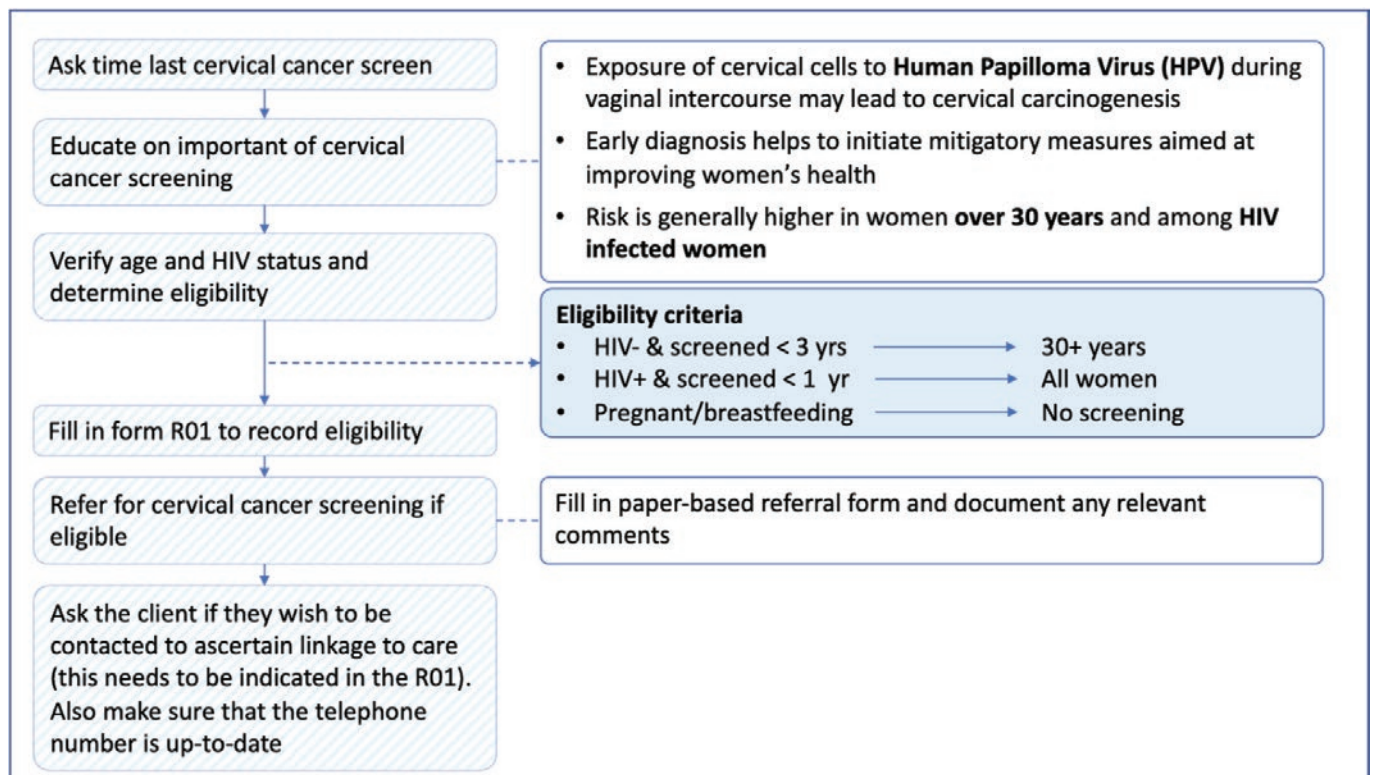 Ask time last cervical cancer screen
Educate on important of cervical
cancer screening
• Exposure of cervical cells to Human Papilloma Virus (HPV) during
vaginal intercourse may lead to cervical carcinogenesis
• Early diagnosis helps to initiate mitigatory measures aimed at
improving women’s health
• Risk is generally higher in women over 30 years and among HIV
infected women
Verify age and HIV status and
determine eligibility
Eligibility criteria
• HIV- & screened < 3 yrs 30+ years
• HIV+ & screened < 1 yr All women
• Pregnant/breastfeeding No screening
Fill in form R01 to record eligibility
Refer for cervical cancer screening if
eligible
Fill in paper-based referral form and document any relevant
comments
Ask the client if they wish to be
contacted to ascertain linkage to care
(this needs to be indicated in the R01).
Also make sure that the telephone
number is up-to-date